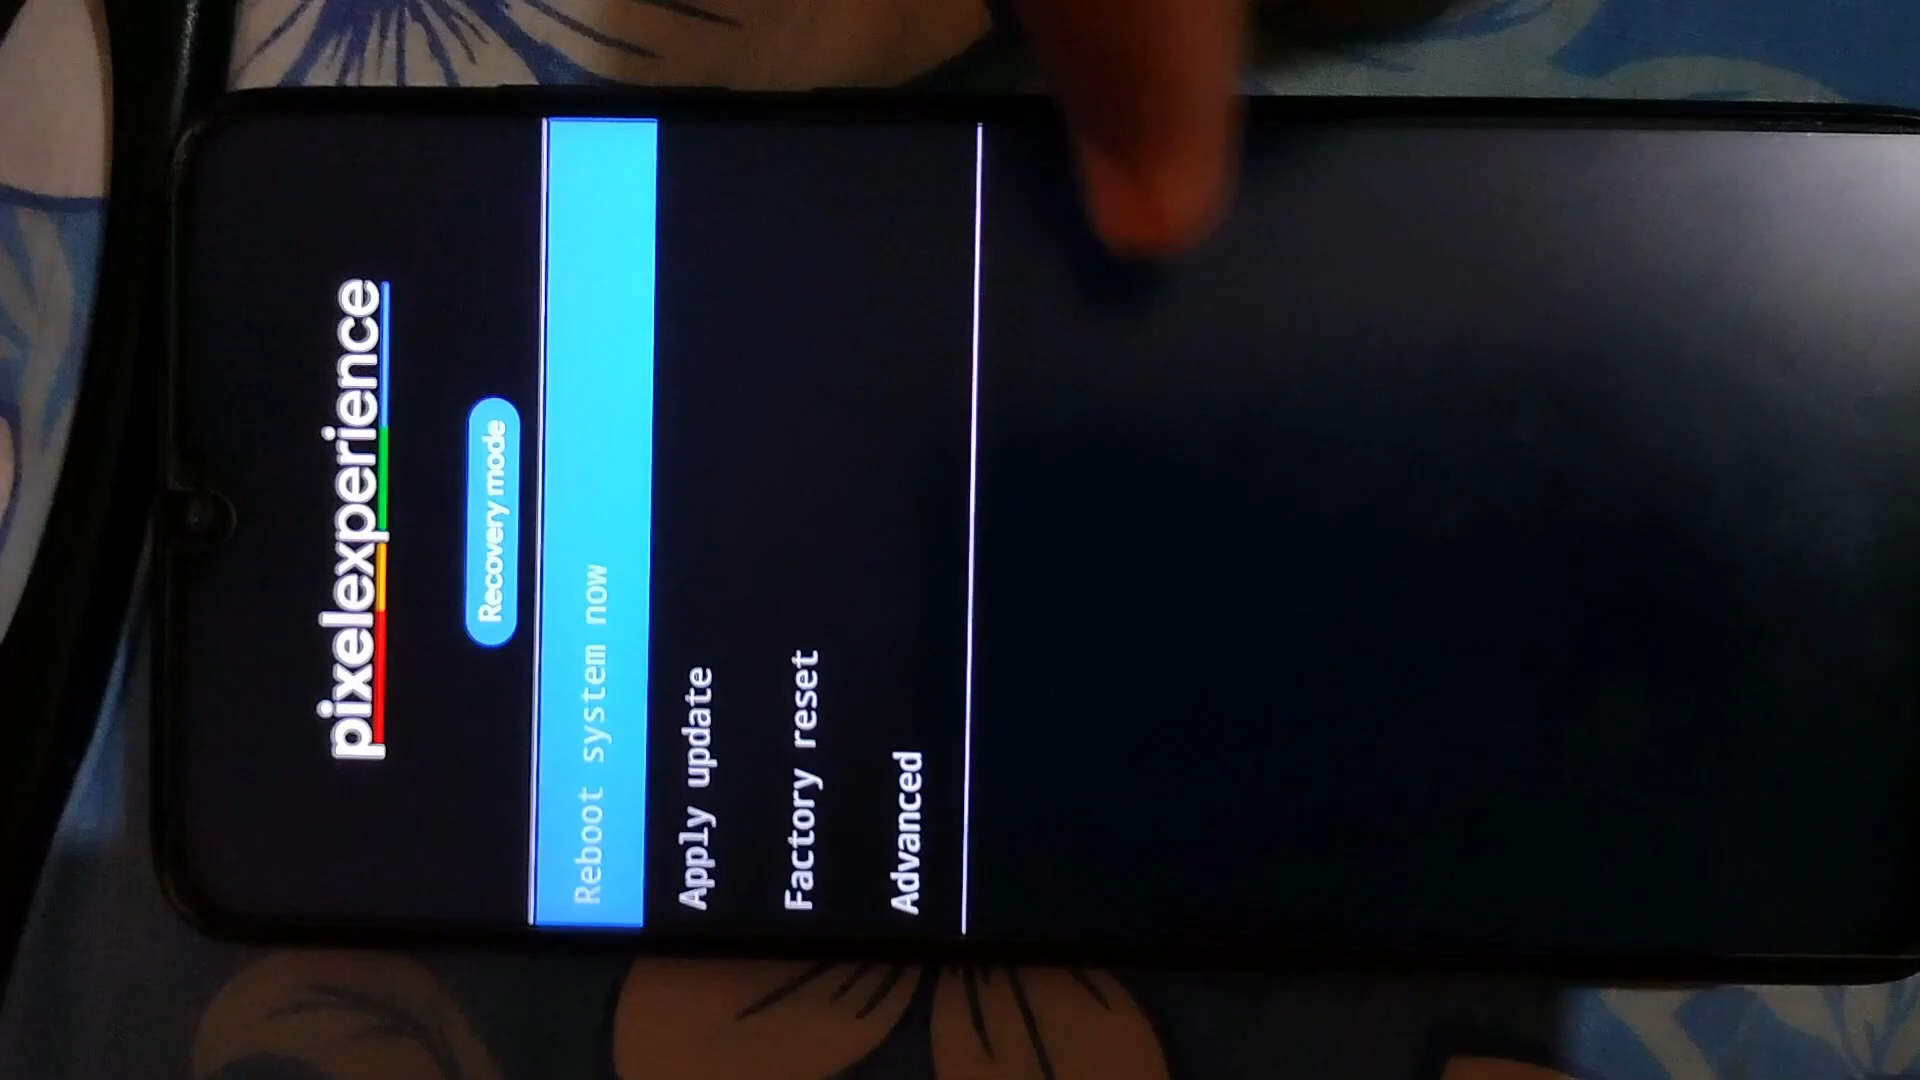 pixelexperience
Recovery mode
Reboot system now
Apply update
Factory reset
Advanced